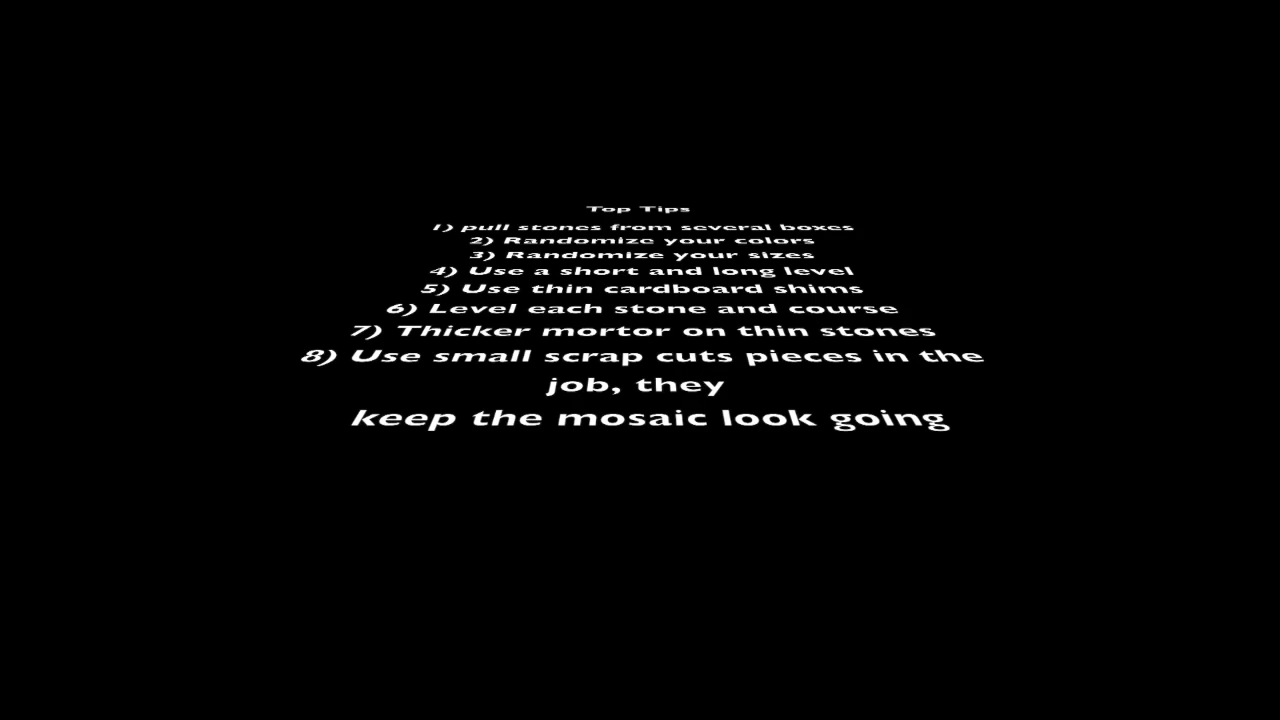 Top Tips
1) pull stones from several boxes
2) Randomize your colors
3) Randomize your sizes
4) Use a short and long level
5) Use thin cardboard shims
6) Level each stone and course
7) Thicker mortor on thin stones
8) Use small scrap cuts pieces in the
job, they
keep the mosaic look going